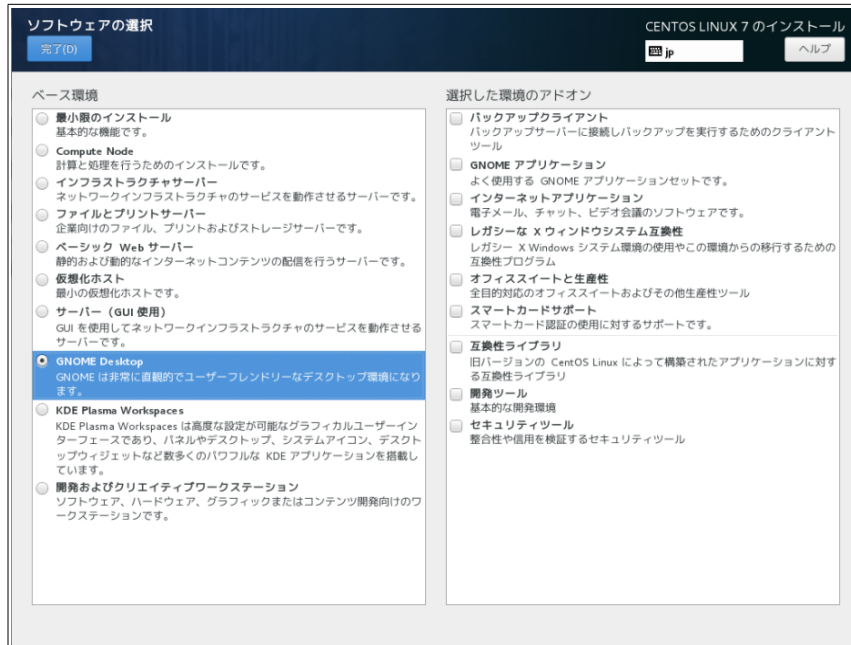 ソフトウェアの選択
完了(D)
CENTOS LINUX 7 のインストール
jp
ヘルプ
ベース環境
最小限のインストール
基本的な機能です。
Compute Node
計算と処理を行うためのインストールです。
インフラストラクチャサーバー
ネットワークインフラストラクチャのサービスを動作させるサーバーです。
ファイルとプリントサーバー
企業向けのファイル、プリントおよびストレージサーバーです。
ベーシック Web サーバー
静的および動的なインターネットコンテンツの配信を行うサーバーです。
仮想化ホスト
最小の仮想化ホストです。
サーバー（GUI 使用）
GUI を使用してネットワークインフラストラクチャのサービスを動作させる
サーバーです。
GNOME Desktop
GNOME は非常に直観的でユーザーフレンドリーなデスクトップ環境になり
ます。
KDE Plasma Workspaces
KDE Plasma Workspaces は高度な設定が可能なグラフィカルユーザーイン
ターフェースであり、パネルやデスクトップ、システムアイコン、デスクト
ップウィジェットなど数多くのパワフルな KDE アプリケーションを搭載し
ています。
開発およびクリエイティブワークステーション
ソフトウェア、ハードウェア、グラフィックまたはコンテンツ開発向けのワ
ークステーションです。
選択した環境のアドオン
バックアップクライアント
バックアップサーバーに接続しバックアップを実行するためのクライアント
ツール
GNOME アプリケーション
よく使用する GNOME アプリケーションセットです。
インターネットアプリケーション
電子メール、チャット、ビデオ会議のソフトウェアです。
レガシーな X ウィンドウシステム互換性
レガシー X Windows システム環境の使用やこの環境からの移行するための
互換性プログラム
オフィススイートと生産性
全目的対応のオフィススイートおよびその他生産性ツール
スマートカードサポート
スマートカード認証の使用に対するサポートです。
互換性ライブラリ
旧バージョンの CentOS Linux によって構築されたアプリケーションに対す
る互換性ライブラリ
開発ツール
基本的な開発環境
セキュリティツール
整合性や信用を検証するセキュリティツール